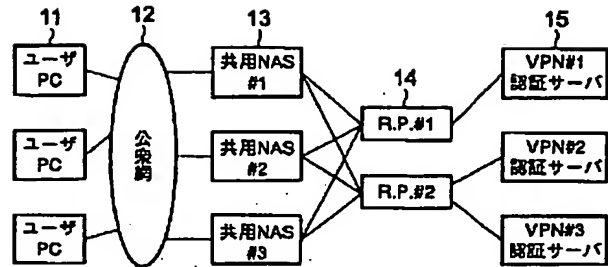 11
12
13
15
ユーザ
PC
共用NAS
#1
14
VPN#1
認証サーバ
R.P.#1
ユーザ
PC
公衆網
共用NAS
#2
VPN#2
認証サーバ
R.P.#2
ユーザ
PC
共用NAS
#3
VPN#3
認証サーバ